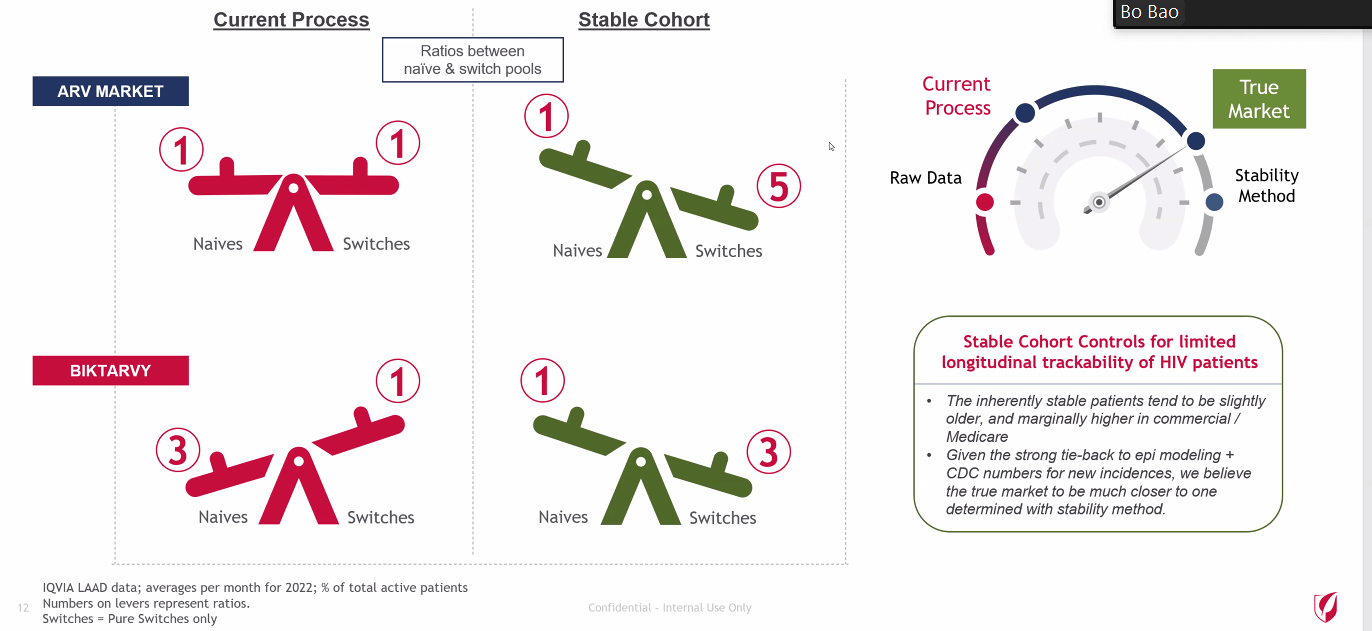 Bo Bao
Current Process
Stable Cohort
Ratios between
naïve & switch pools
ARV MARKET
1
1
Naives
Switches
1
5
Naives
Switches
BIKTARVY
3
1
Naives
Switches
1
3
Naives
Switches
Current
Process
True
Market
Raw Data
Stability
Method
Stable Cohort Controls for limited
longitudinal trackability of HIV patients
• The inherently stable patients tend to be slightly
older, and marginally higher in commercial /
Medicare
• Given the strong tie-back to epi modeling +
CDC numbers for new incidences, we believe
the true market to be much closer to one
determined with stability method.
IQVIA LAAD data; averages per month for 2022; % of total active patients
Numbers on levers represent ratios.
Switches = Pure Switches only
12
Confidential – Internal Use Only